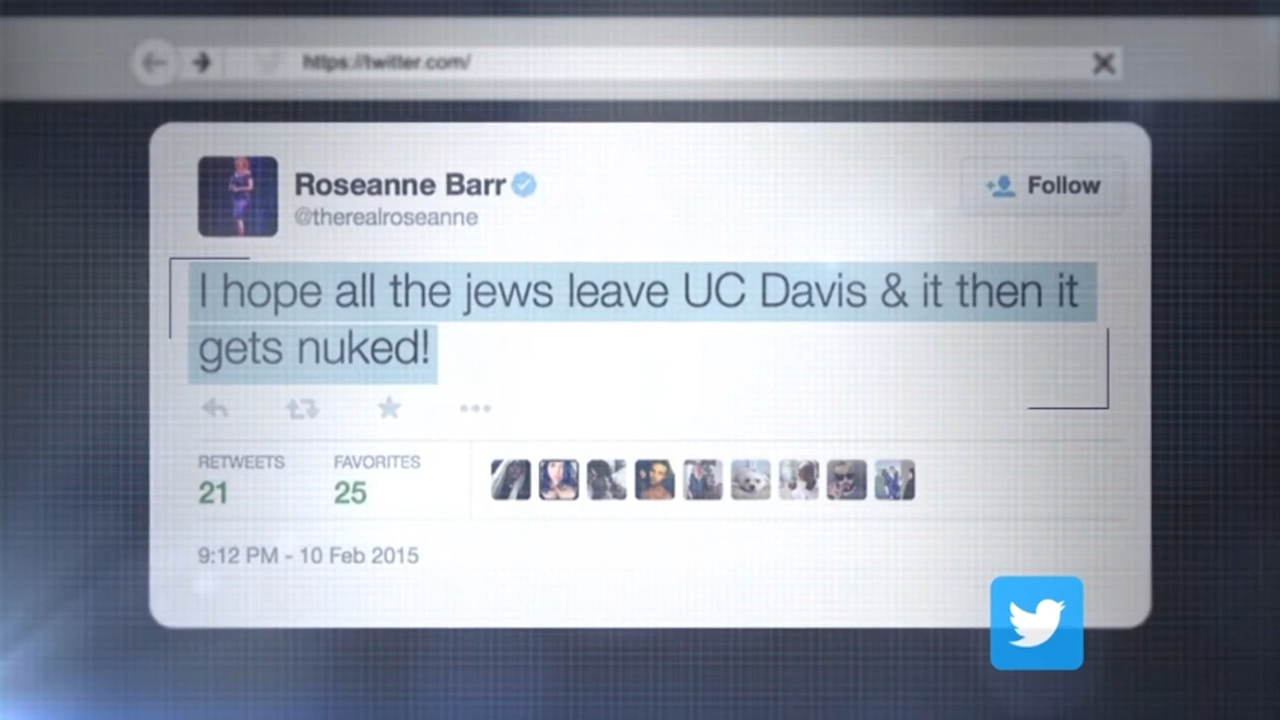 https://twitter.com/
Roseanne Barr
@therealroseanne
Follow
I hope all the jews leave UC Davis & it then it
gets nuked!
RETWEETS FAVORITES
21 25
9:12 PM - 10 Feb 2015